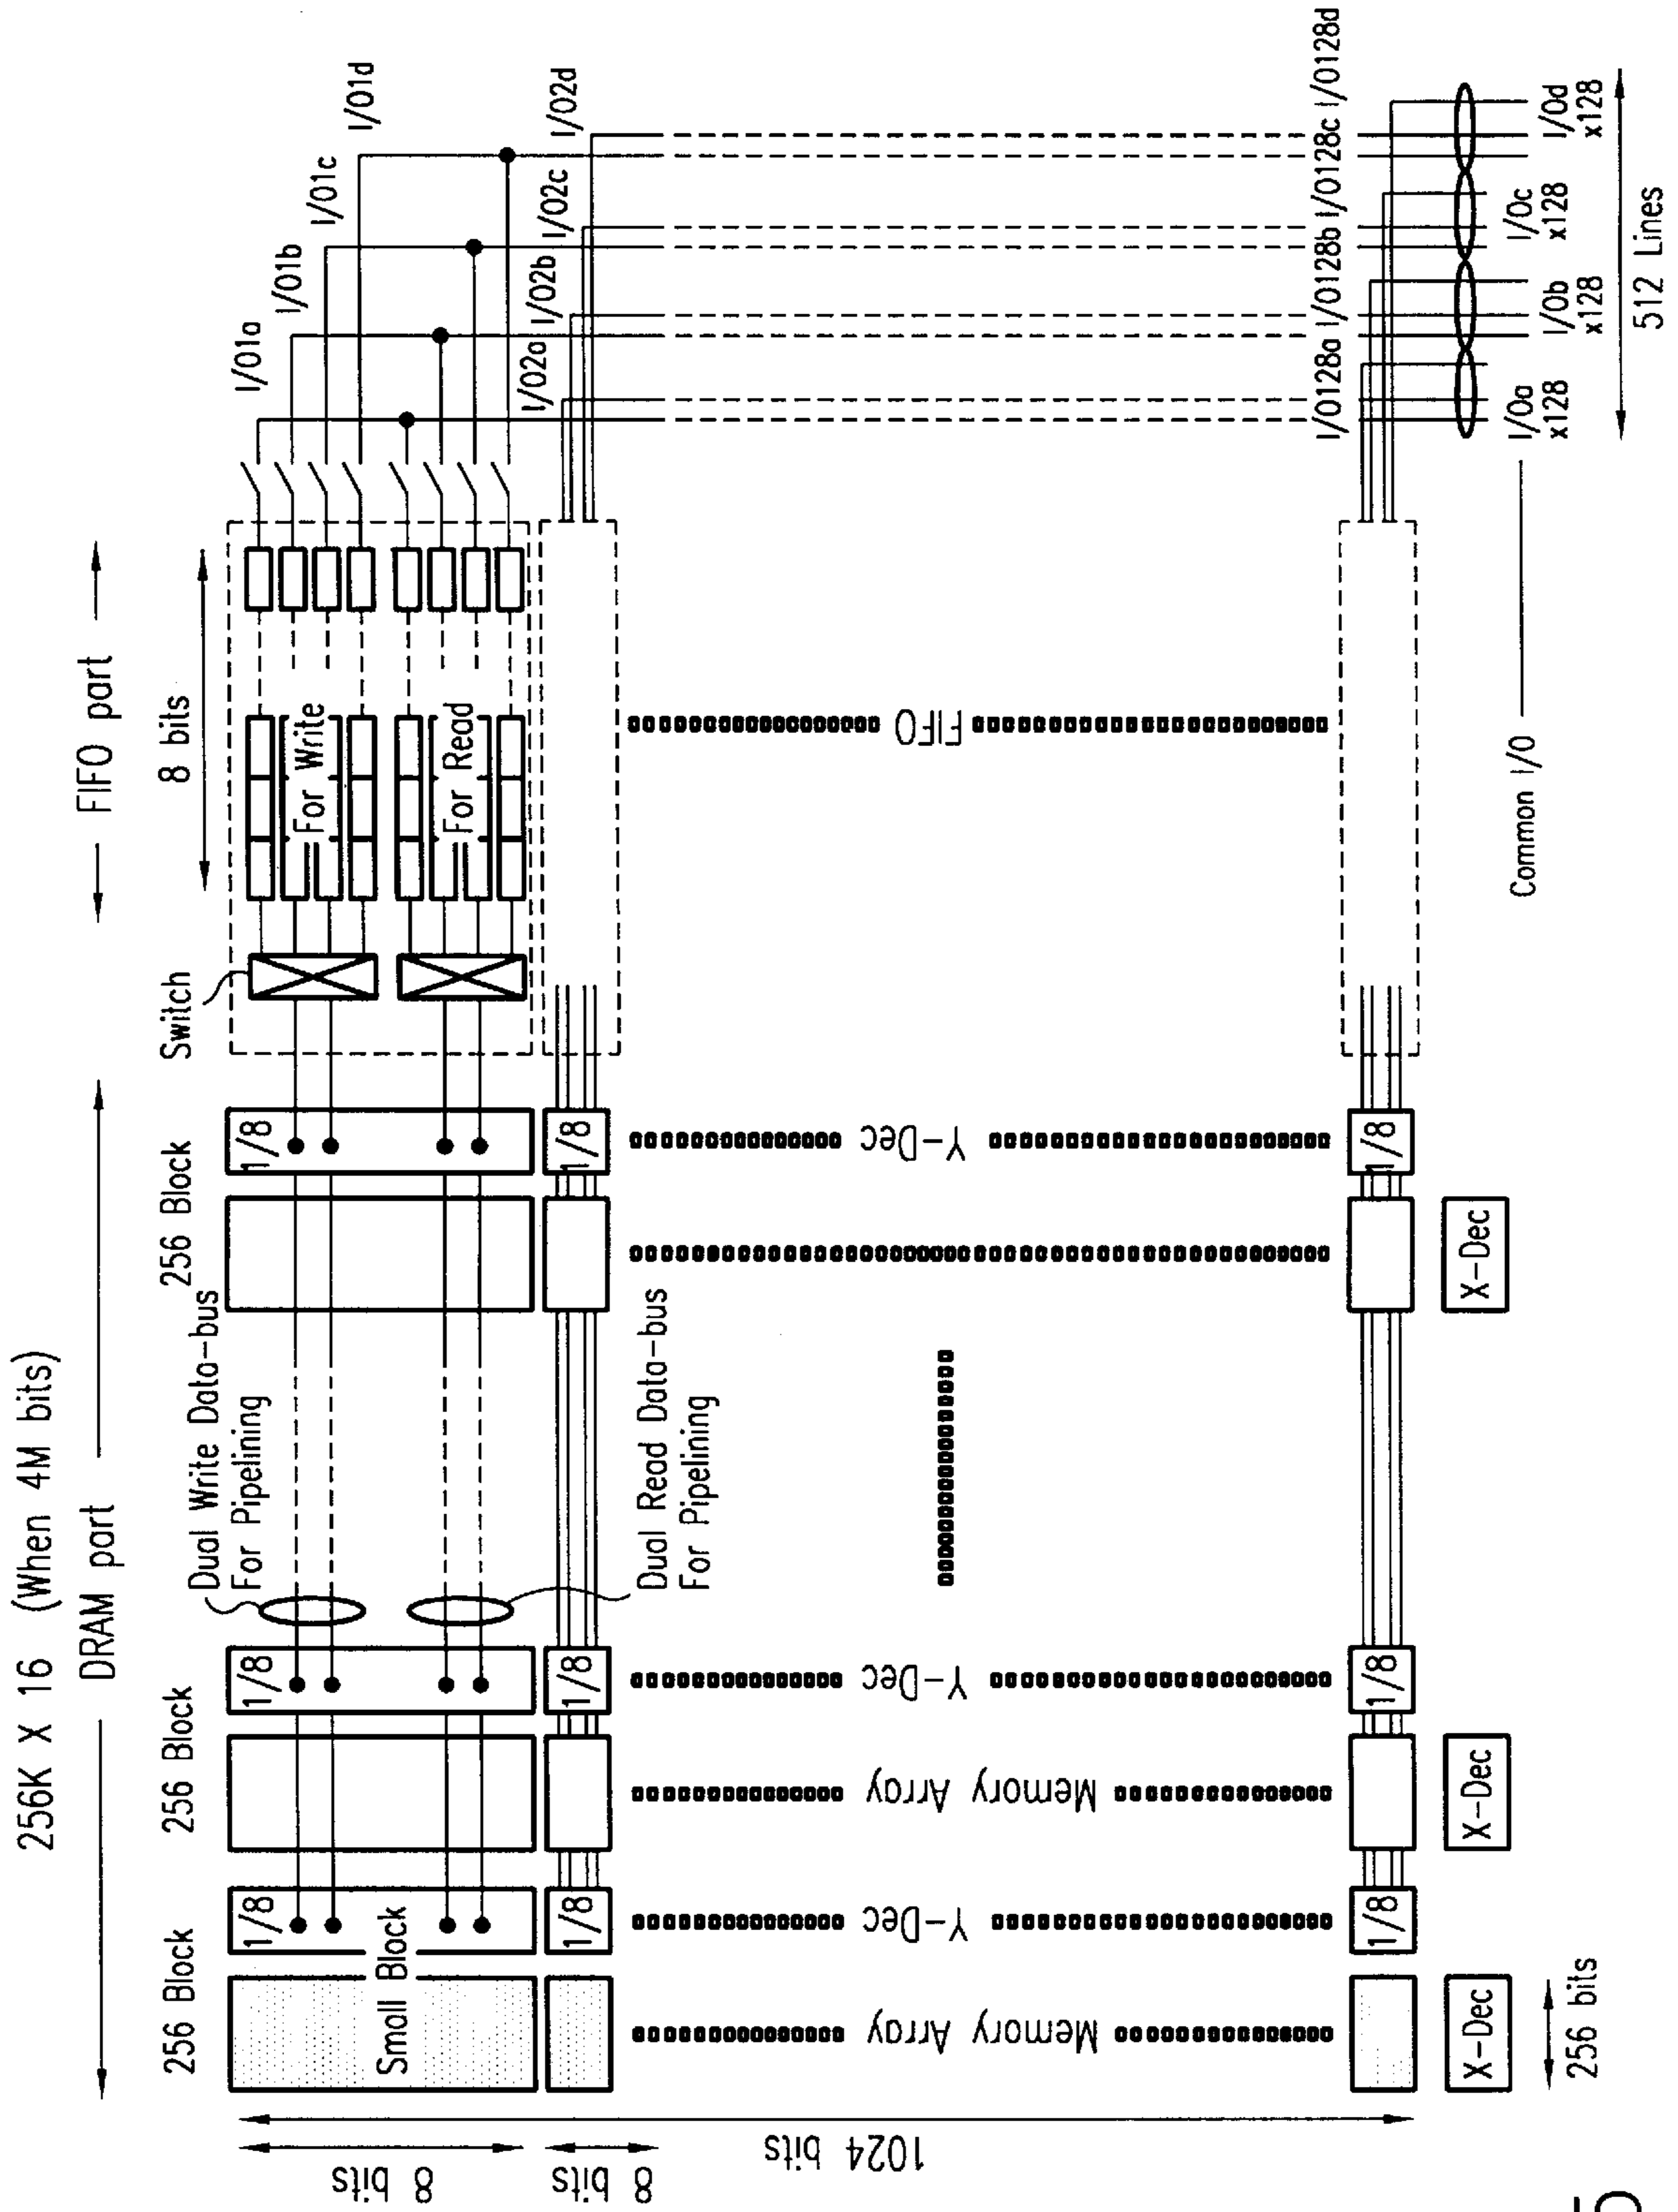 256K X 16 (When 4M bits)
DRAM part
FIFO part
8 bits
256 Block
256 Block
256 Block
Switch
1/8
1/8
1/8
Dual Write Data-bus
For Pipelining
Small Block
For Write
For Read
I/O1a
I/O1b
I/O1c
I/O1d
8 bits
8 bits
1024 bits
1/8
1/8
1/8
Dual Read Data-bus
For Pipelining
I/O2a
I/O2b
I/O2c
I/O2d
Memory Array
Y-Dec
Memory Array
Y-Dec
Y-Dec
FIFO
1/8
1/8
1/8
I/O128a
I/O128b
I/O128c
I/O128d
X-Dec
X-Dec
X-Dec
256 bits
Common I/O
I/Oa
x128
I/Ob
x128
I/Oc
x128
I/Od
x128
512 Lines
5